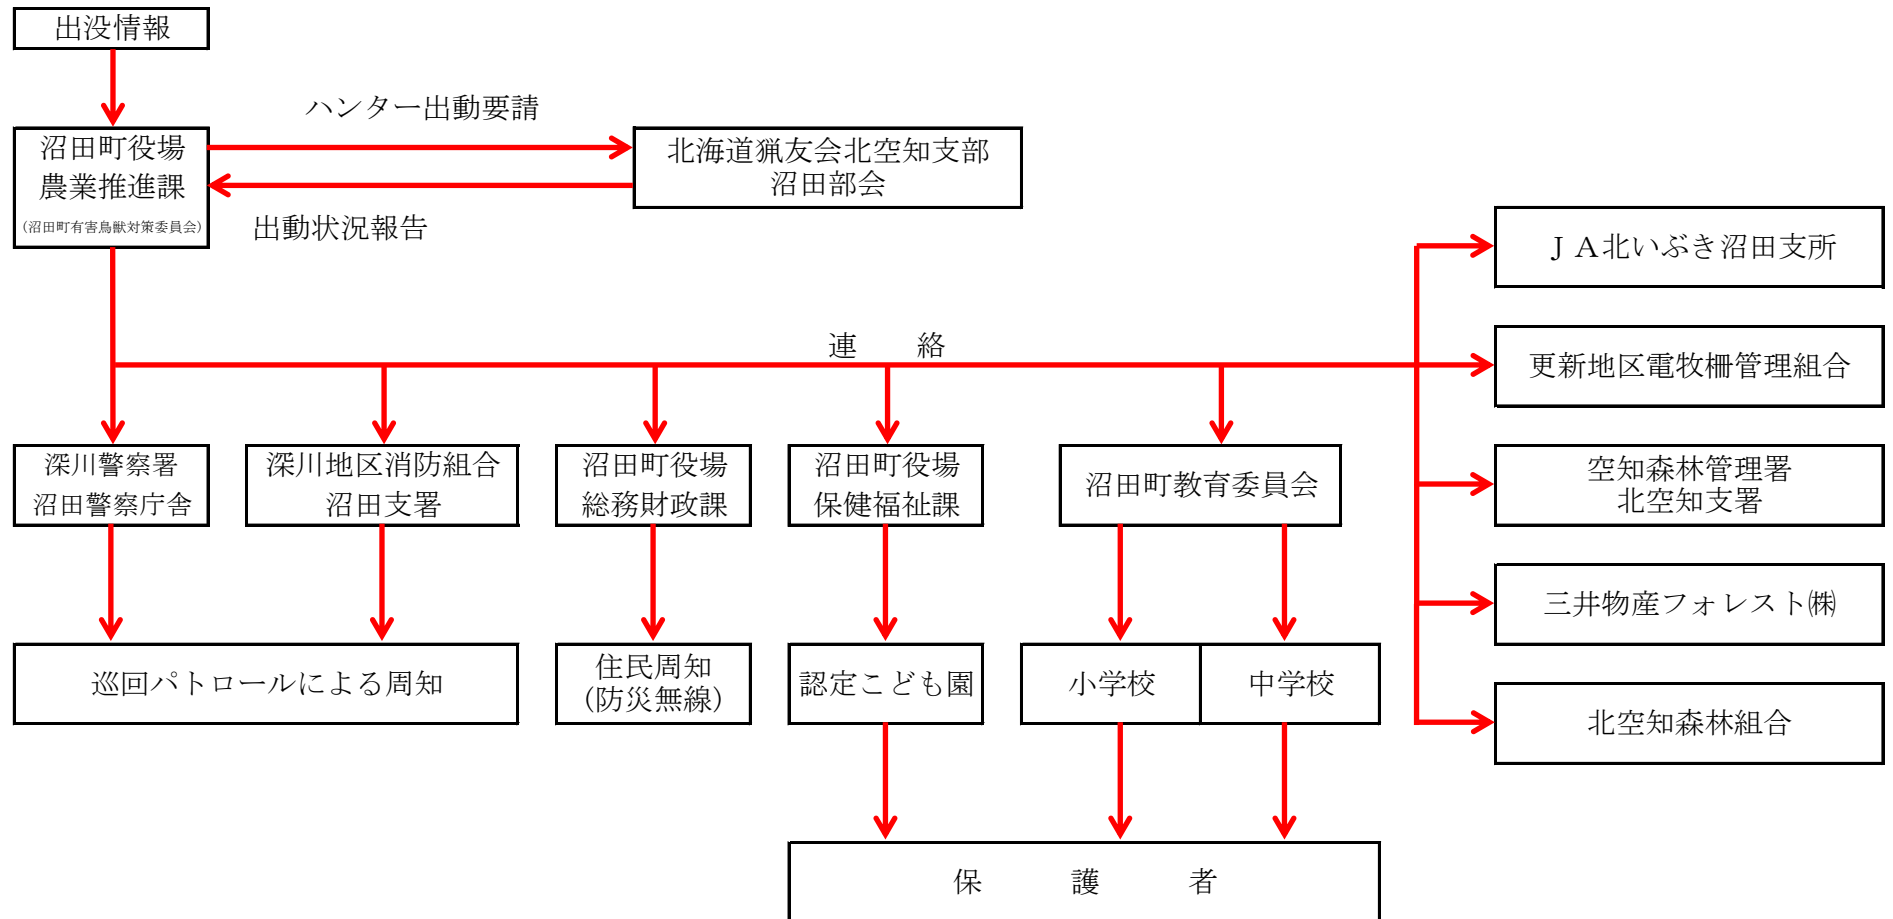 出没情報
ハンター出動要請
沼田町役場
農業推進課
(沼田町有害鳥獣対策委員会)
北海道猟友会北空知支部
沼田部会
出動状況報告
ＪＡ北いぶき沼田支所
連　　絡
更新地区電牧柵管理組合
深川警察署
沼田警察庁舎
深川地区消防組合
沼田支署
沼田町役場
総務財政課
沼田町役場
保健福祉課
沼田町教育委員会
空知森林管理署
北空知支署
三井物産フォレスト㈱
巡回パトロールによる周知
住民周知
(防災無線)
認定こども園
小学校
中学校
北空知森林組合
保　　　護　　　者